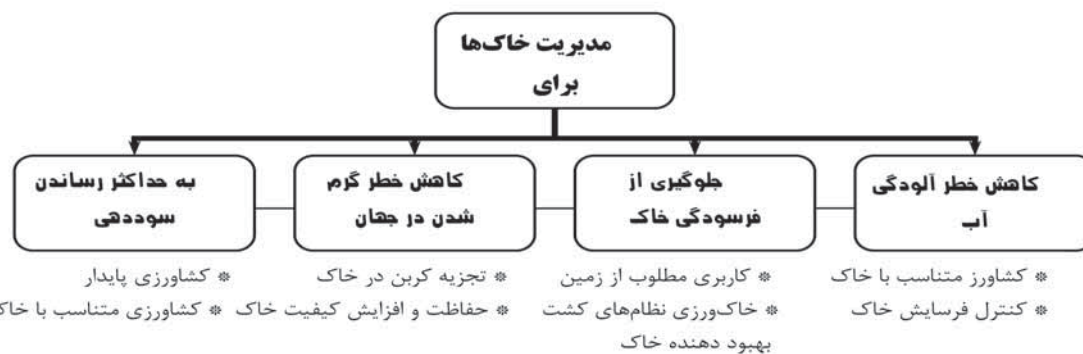 مدیریت خاک‌ها
برای
کاهش خطر آلودگی
آب
جلوگیری از
فرسودگی خاک
کاهش خطر گرم
شدن در جهان
به حداکثر رساندن
سوددهی
* کشاورز متناسب با خاک
* کنترل فرسایش خاک
* کاربری مطلوب از زمین
* خاک‌ورزی نظام‌های کشت
بهبود دهنده خاک
* تجزیه کربن در خاک
* حفاظت و افزایش کیفیت خاک
* کشاورزی پایدار
* کشاورزی متناسب با خاک